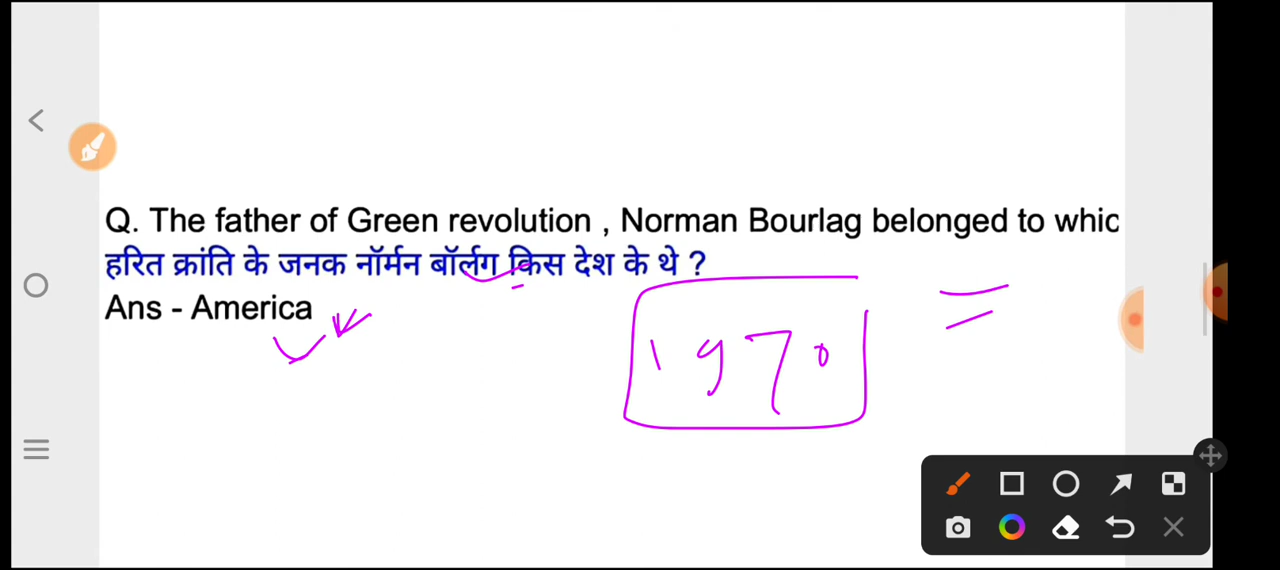 Q. The father of Green revolution , Norman Bourlag belonged to whic
हरित क्रांति के जनक नॉर्मन बॉर्लग किस देश के थे ?
Ans - America
1970